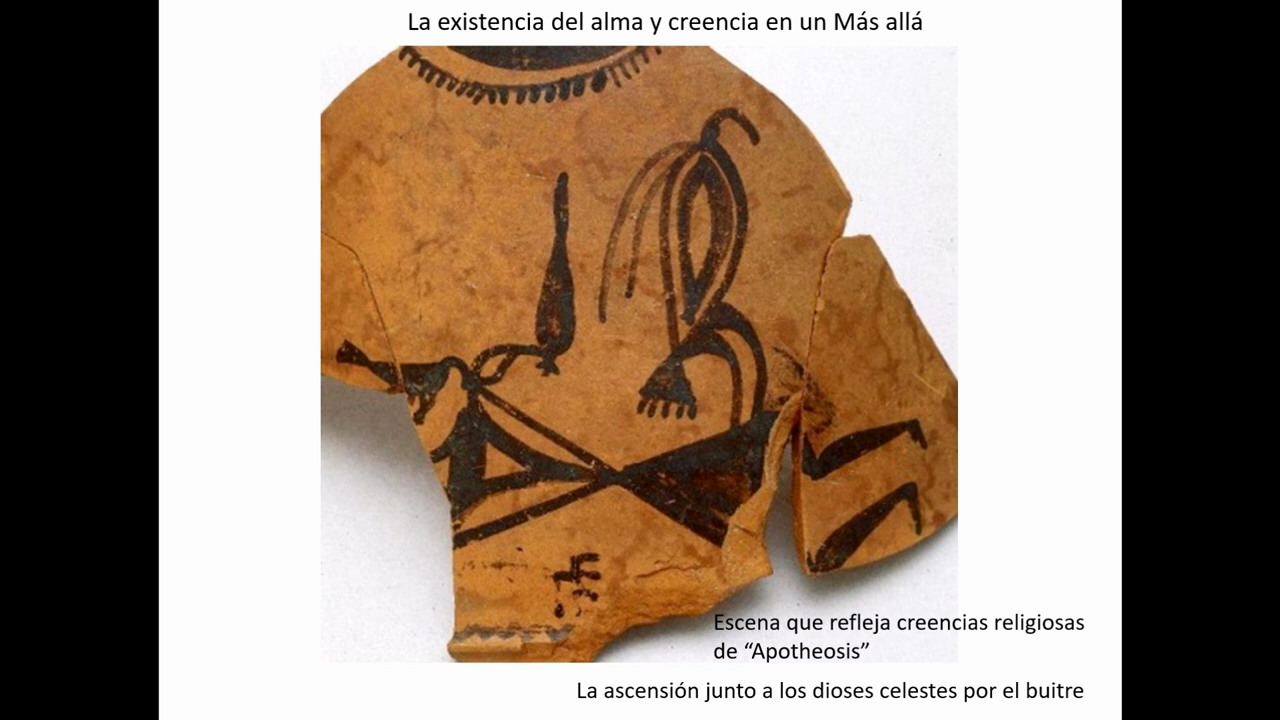 La existencia del alma y creencia en un Más allá
Escena que refleja creencias religiosas
de “Apotheosis”
La ascensión junto a los dioses celestes por el buitre